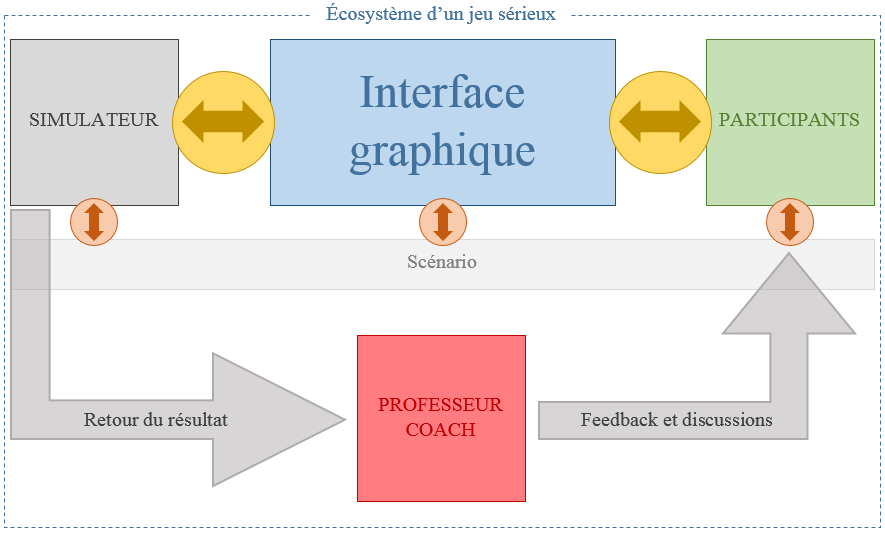 Écosystème d’un jeu sérieux
SIMULATEUR
Interface
graphique
PARTICIPANTS
Scénario
Retour du résultat
PROFESSEUR
COACH
Feedback et discussions